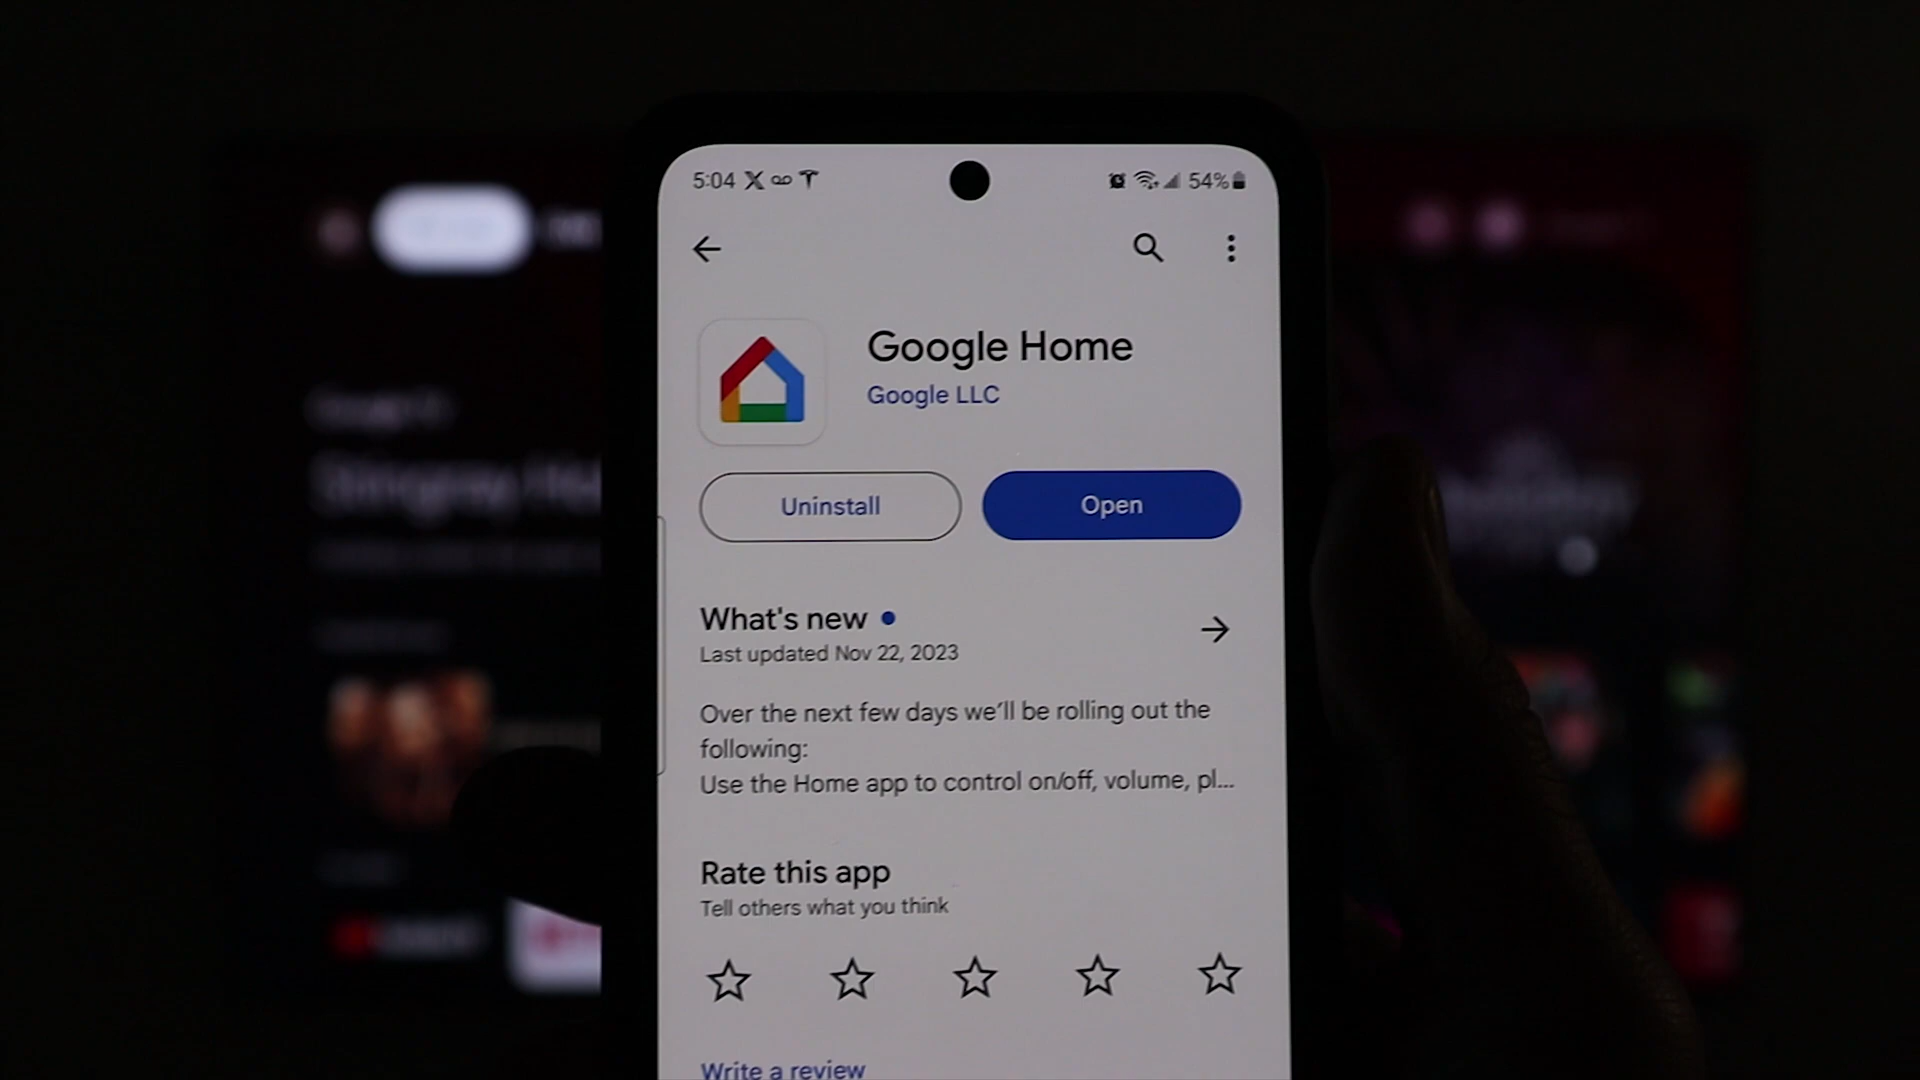 5:04
54%
Google Home
Google LLC
Uninstall
Open
What's new
Last updated Nov 22, 2023
Over the next few days we’ll be rolling out the
following:
Use the Home app to control on/off, volume, pl...
Rate this app
Tell others what you think
Write a review